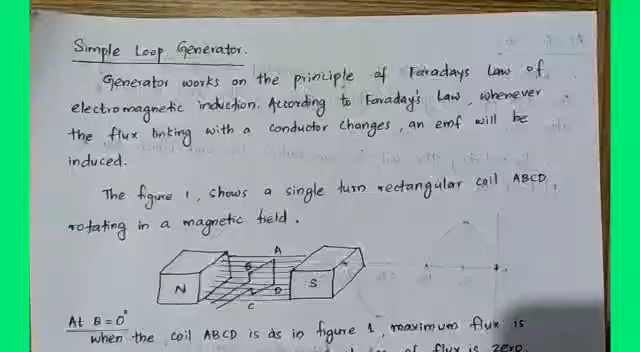 Simple Loop Generator.
Generator works on the principle of Faradays Law of
electromagnetic induction. According to Faraday's Law, whenever
the flux linking with a conductor changes, an emf will be
induced.
The figure 1, shows a single turn rectangular coil ABCD,
rotating in a magnetic field.
A
B
N
D
S
C
At θ = 0°
when the coil ABCD is as in figure 1, maximum flux is
of flux is zero.